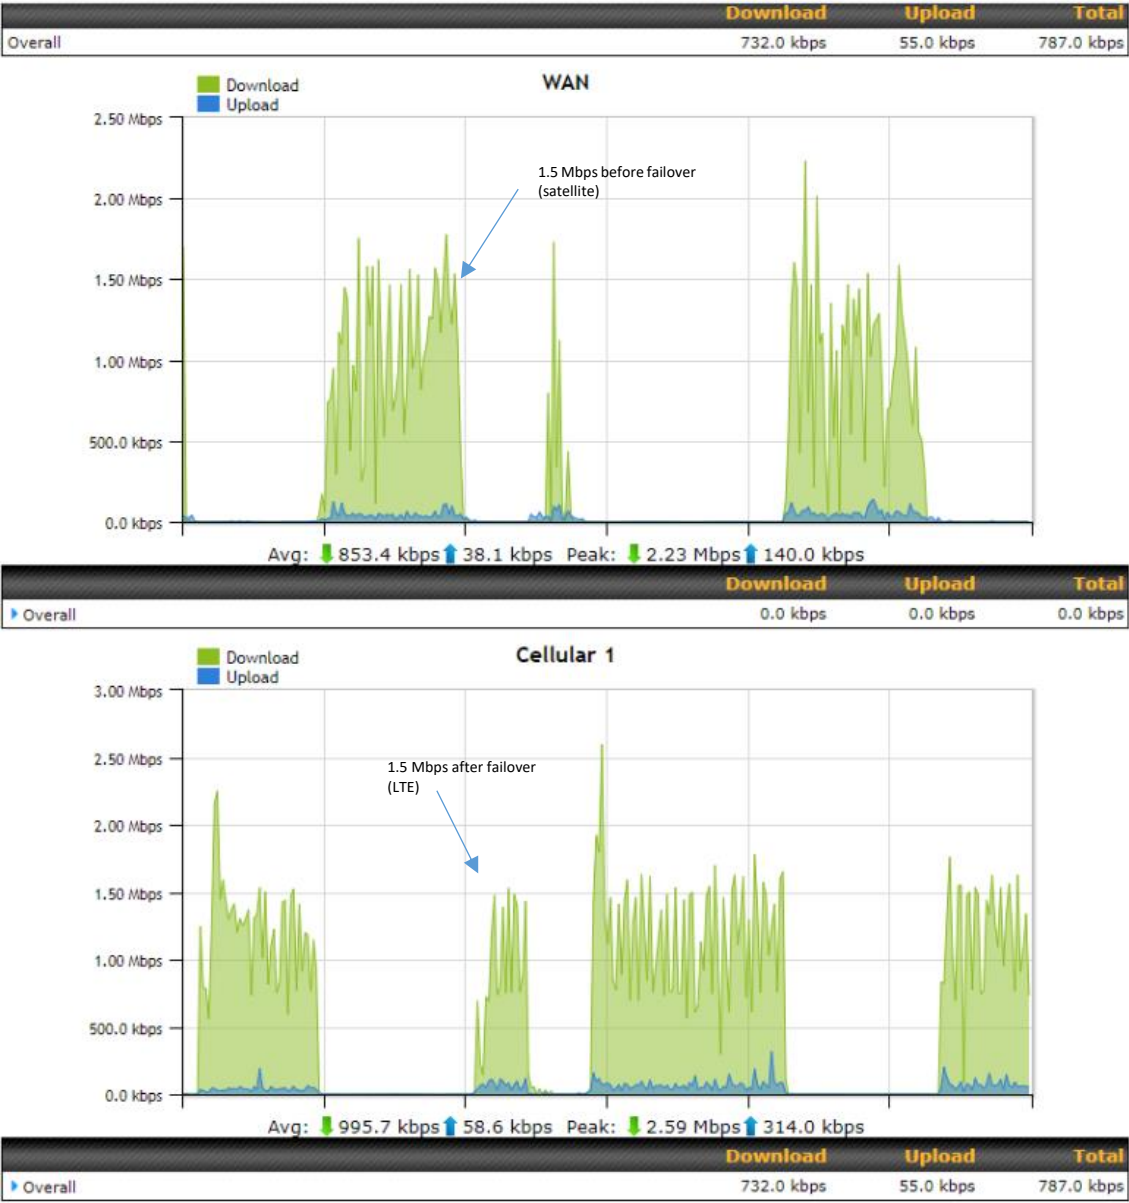 Download Upload Total
Overall 732.0 kbps 55.0 kbps 787.0 kbps
WAN
Download
Upload
2.50 Mbps
1.5 Mbps before failover
(satellite)
2.00 Mbps
1.50 Mbps
1.00 Mbps
500.0 kbps
0.0 kbps
Avg: 853.4 kbps 38.1 kbps Peak: 2.23 Mbps 140.0 kbps
Download Upload Total
Overall 0.0 kbps 0.0 kbps 0.0 kbps
Cellular 1
Download
Upload
3.00 Mbps
2.50 Mbps
1.5 Mbps after failover
(LTE)
2.00 Mbps
1.50 Mbps
1.00 Mbps
500.0 kbps
0.0 kbps
Avg: 995.7 kbps 58.6 kbps Peak: 2.59 Mbps 314.0 kbps
Download Upload Total
Overall 732.0 kbps 55.0 kbps 787.0 kbps